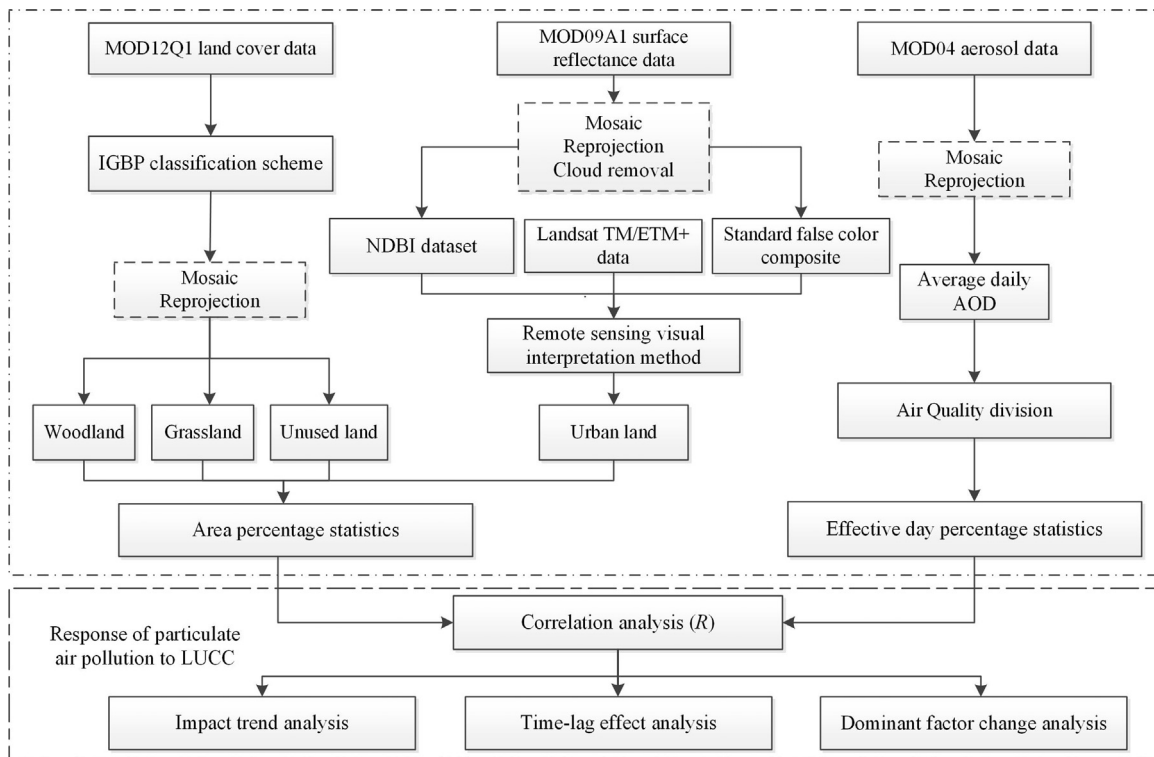 MOD12Q1 land cover data
MOD09A1 surface
reflectance data
MOD04 aerosol data
IGBP classification scheme
Mosaic
Reprojection
Cloud removal
Mosaic
Reprojection
NDBI dataset
Landsat TM/ETM+
data
Standard false color
composite
Mosaic
Reprojection
Average daily
AOD
Remote sensing visual
interpretation method
Woodland
Grassland
Unused land
Urban land
Air Quality division
Area percentage statistics
Effective day percentage statistics
Response of particulate
air pollution to LUCC
Correlation analysis (R)
Impact trend analysis
Time-lag effect analysis
Dominant factor change analysis